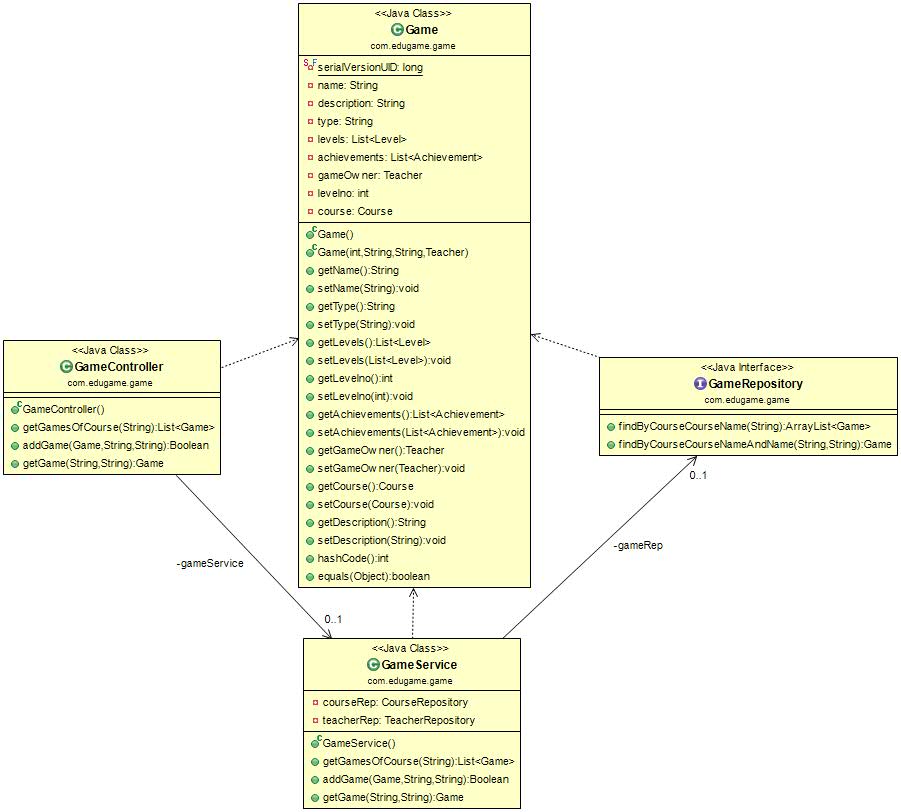 <<Java Class>>
Game
com.edugame.game
serialVersionUID: long
name: String
description: String
type: String
levels: List<Level>
achievements: List<Achievement>
gameOwner: Teacher
levelno: int
course: Course
Game()
Game(int,String,String,Teacher)
getName():String
setName(String):void
getType():String
setType(String):void
getLevels():List<Level>
setLevels(List<Level>):void
getLevelno():int
setLevelno(int):void
getAchievements():List<Achievement>
setAchievements(List<Achievement>):void
getGameOwner():Teacher
setGameOwner(Teacher):void
getCourse():Course
setCourse(Course):void
getDescription():String
setDescription(String):void
hashCode():int
equals(Object):boolean
<<Java Class>>
GameController
com.edugame.game
GameController()
getGamesOfCourse(String):List<Game>
addGame(Game,String,String):Boolean
getGame(String,String):Game
<<Java Interface>>
GameRepository
com.edugame.game
findByCourseCourseName(String):ArrayList<Game>
findByCourseCourseNameAndName(String,String):Game
0..1
-gameRep
-gameService
0..1
<<Java Class>>
GameService
com.edugame.game
courseRep: CourseRepository
teacherRep: TeacherRepository
GameService()
getGamesOfCourse(String):List<Game>
addGame(Game,String,String):Boolean
getGame(String,String):Game